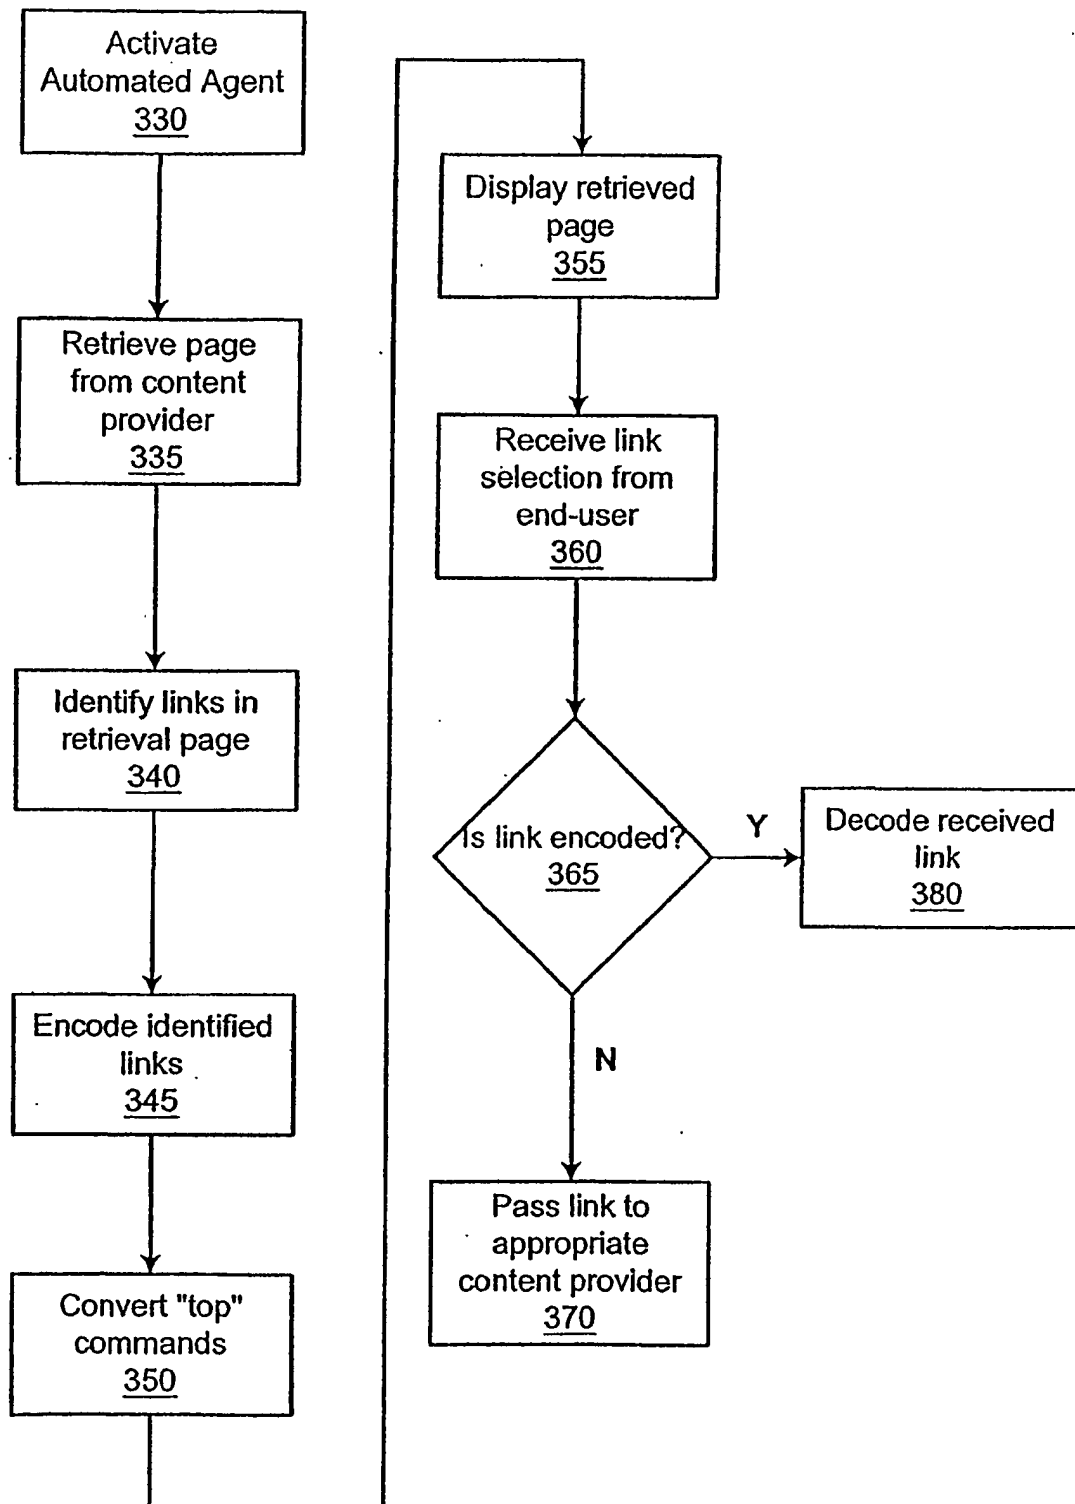 Activate
Automated Agent
330
Retrieve page
from content
provider
335
Identify links in
retrieval page
340
Encode identified
links
345
Convert "top"
commands
350
Display retrieved
page
355
Receive link
selection from
end-user
360
Is link encoded?
365
Y
Decode received
link
380
N
Pass link to
appropriate
content provider
370